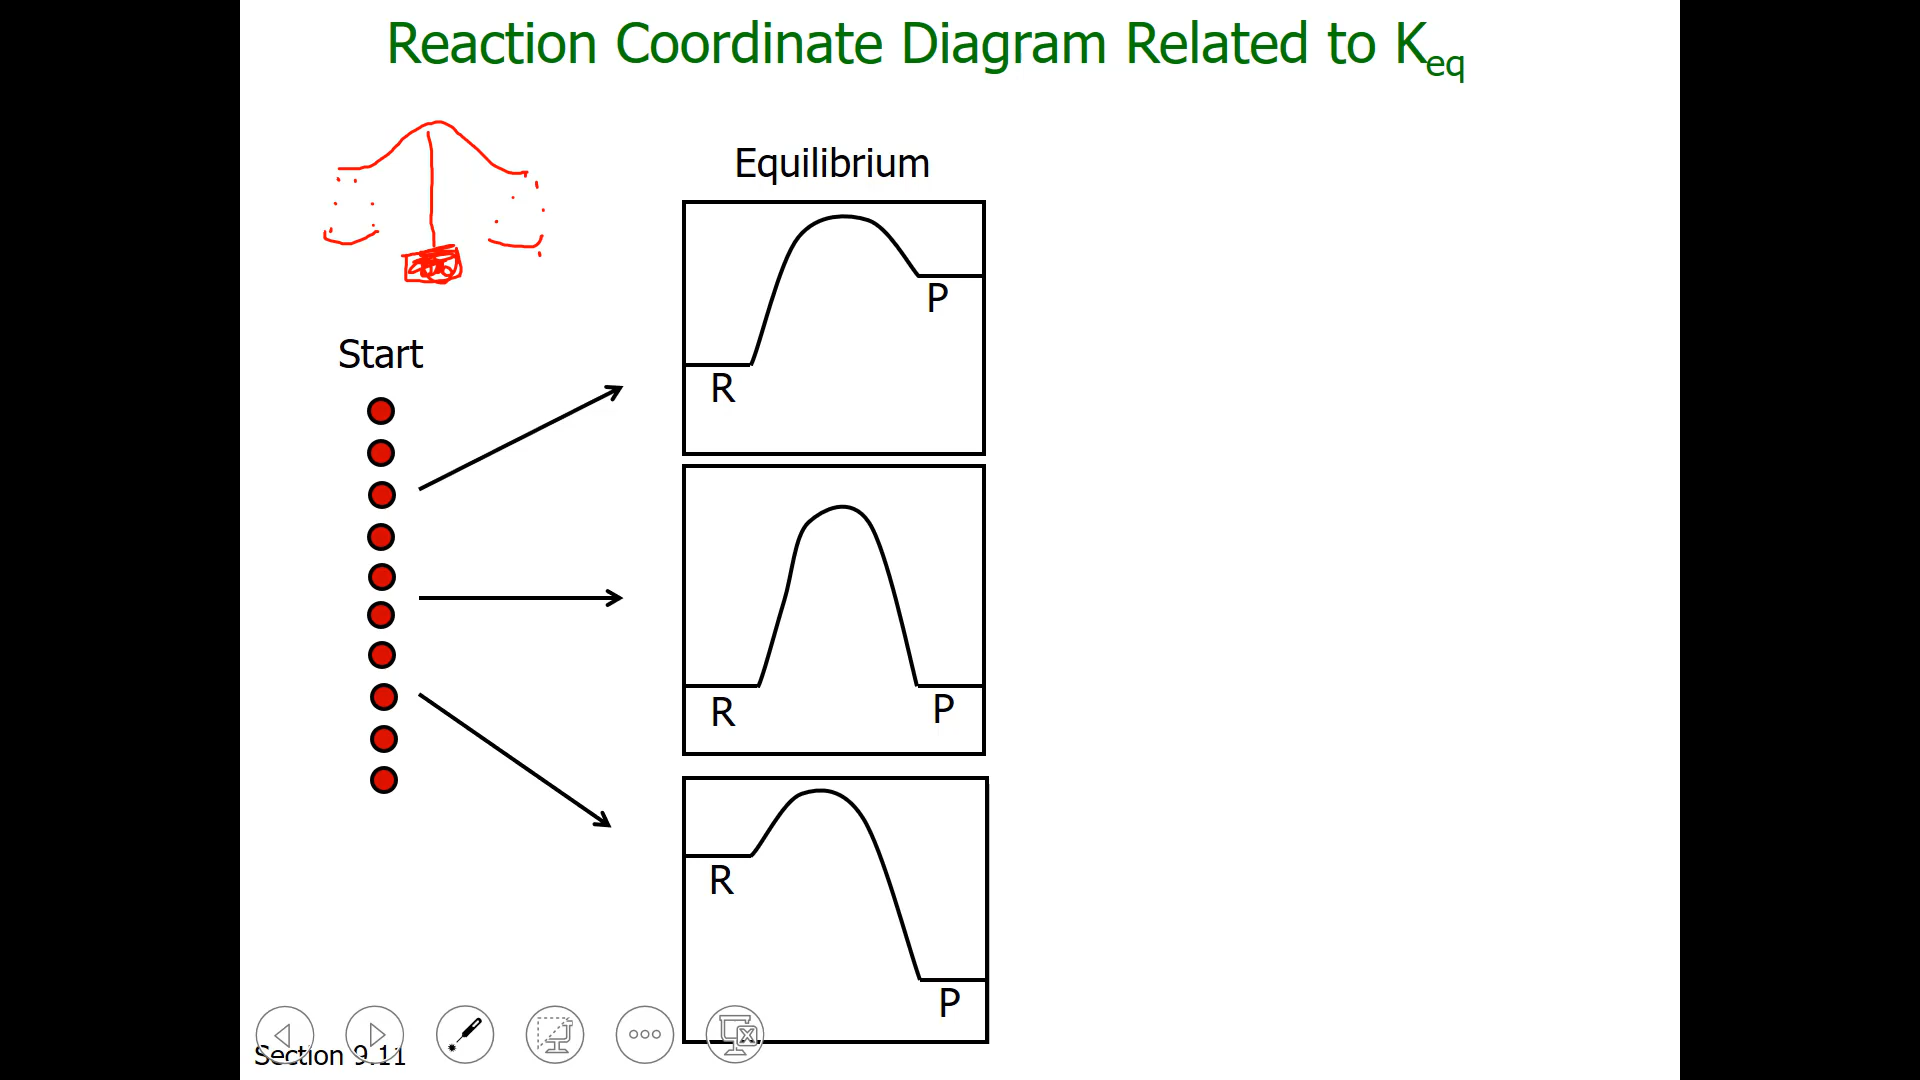 Reaction Coordinate Diagram Related to Keq
Equilibrium
P
R
Start
R
P
R
P
Section 9.11